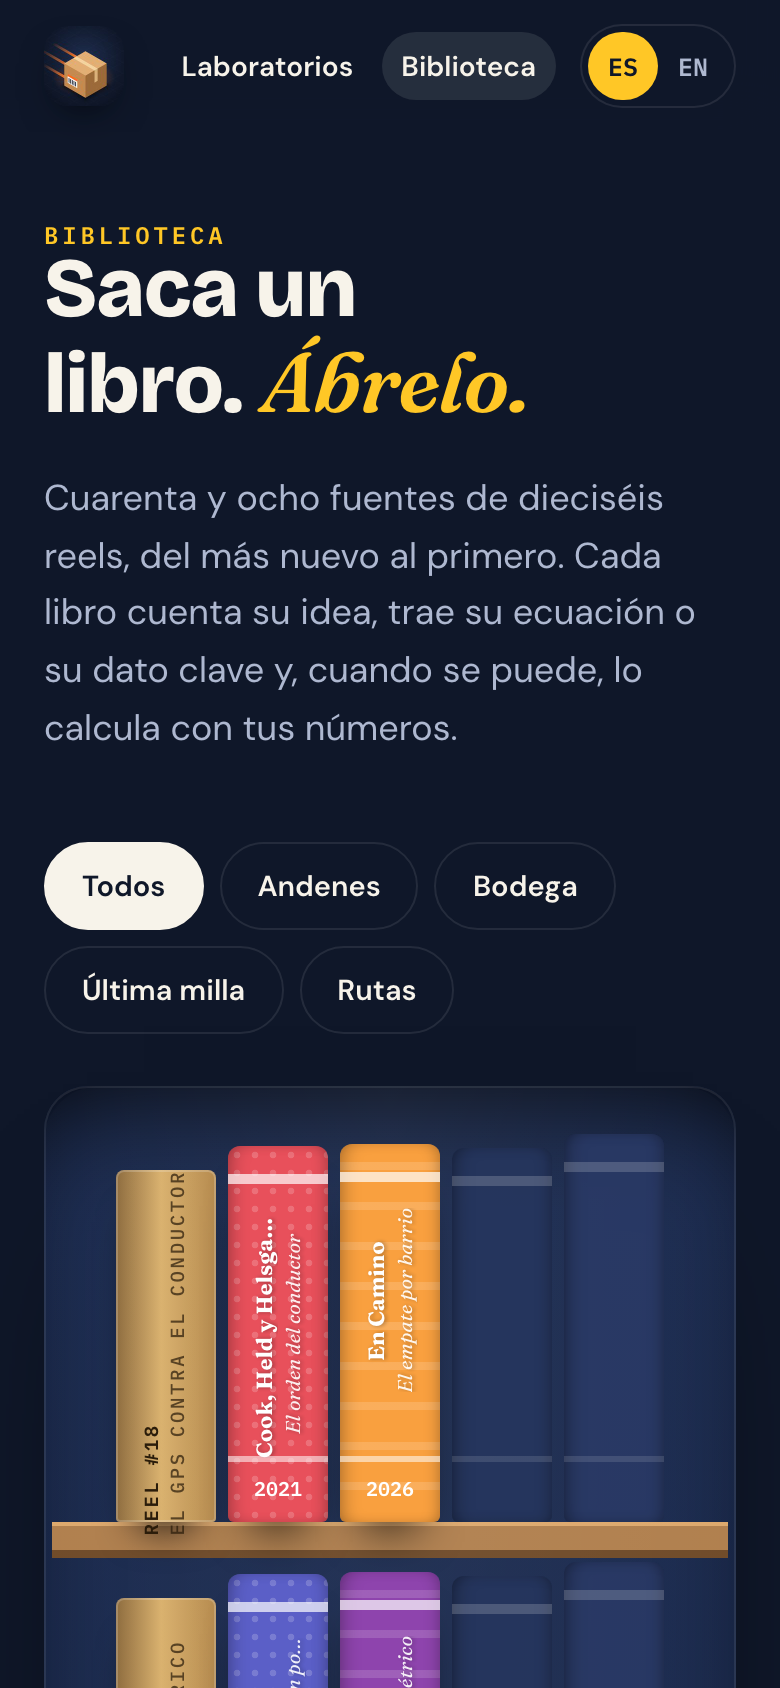 Laboratorios
Biblioteca
ES
EN
BIBLIOTECA
Saca un
libro. Ábrelo.
Cuarenta y ocho fuentes de dieciséis
reels, del más nuevo al primero. Cada
libro cuenta su idea, trae su ecuación o
su dato clave y, cuando se puede, lo
calcula con tus números.
Todos
Andenes
Bodega
Última milla
Rutas
REEL #18
EL GPS CONTRA EL CONDUCTOR
Cook, Held y Helsga...
El orden del conductor
2021
En Camino
El empate por barrio
2026